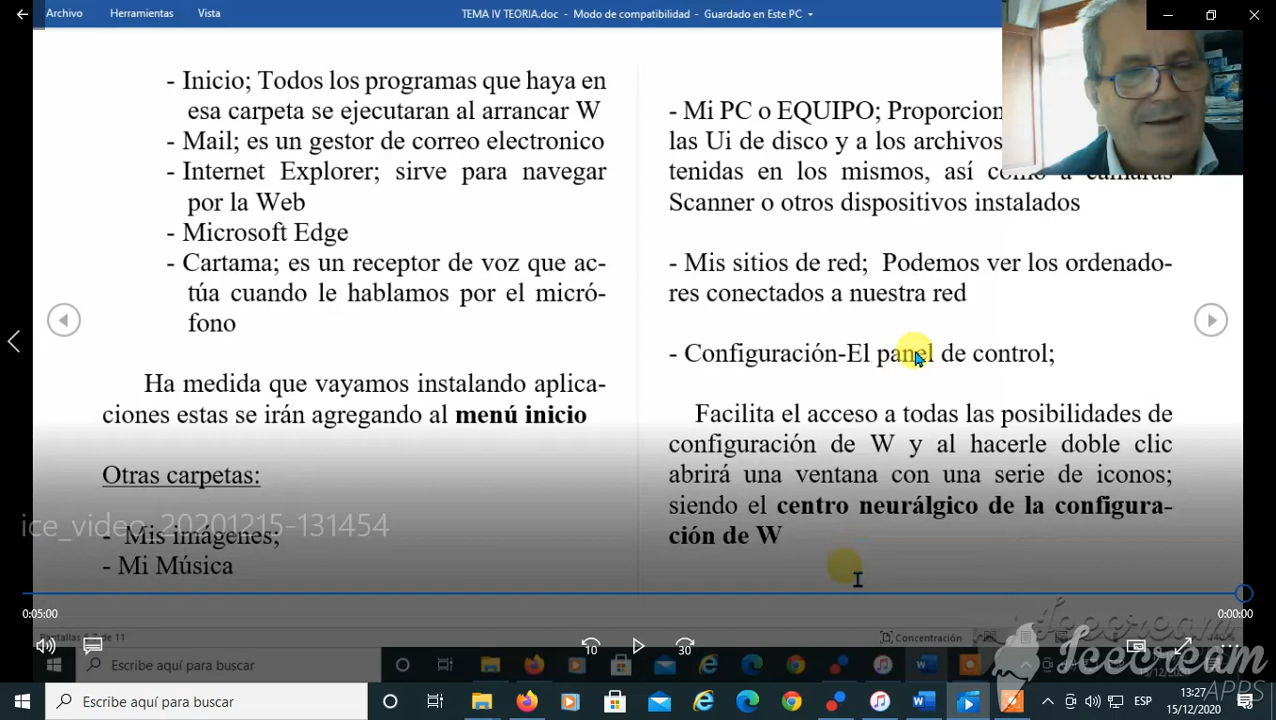 Archivo Herramientas Vista
TEMA IV TEORIA.doc - Modo de compatibilidad - Guardado en Este PC
- Inicio; Todos los programas que haya en
esa carpeta se ejecutaran al arrancar W
- Mail; es un gestor de correo electronico
- Internet Explorer; sirve para navegar
por la Web
- Microsoft Edge
- Cartama; es un receptor de voz que ac-
túa cuando le hablamos por el micró-
fono
Ha medida que vayamos instalando aplica-
ciones estas se irán agregando al menú inicio
Otras carpetas:
- Mis imágenes;
- Mi Música
- Mi PC o EQUIPO; Proporcion
las Ui de disco y a los archivos
tenidas en los mismos, así como a cámaras
Scanner o otros dispositivos instalados
- Mis sitios de red; Podemos ver los ordenado-
res conectados a nuestra red
- Configuración-El panel de control;
Facilita el acceso a todas las posibilidades de
configuración de W y al hacerle doble clic
abrirá una ventana con una serie de iconos;
siendo el centro neurálgico de la configura-
ción de W
ice_video_20201215-131454
0:05:00
0:00:00
10
30
Concentración
Icecream
APPS
Escribe aquí para buscar
15/12/2020
Escribe aquí para buscar
ESP
13:27
15/12/2020